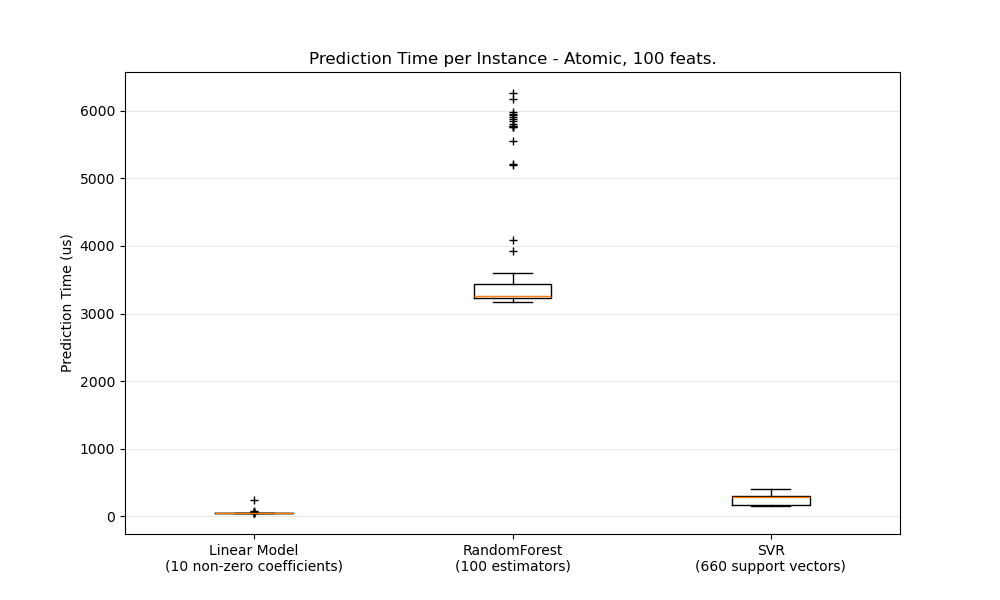 Prediction Time per Instance - Atomic, 100 feats.
Prediction Time (us)
6000
5000
4000
3000
2000
1000
0
Linear Model
(10 non-zero coefficients)
RandomForest
(100 estimators)
SVR
(660 support vectors)